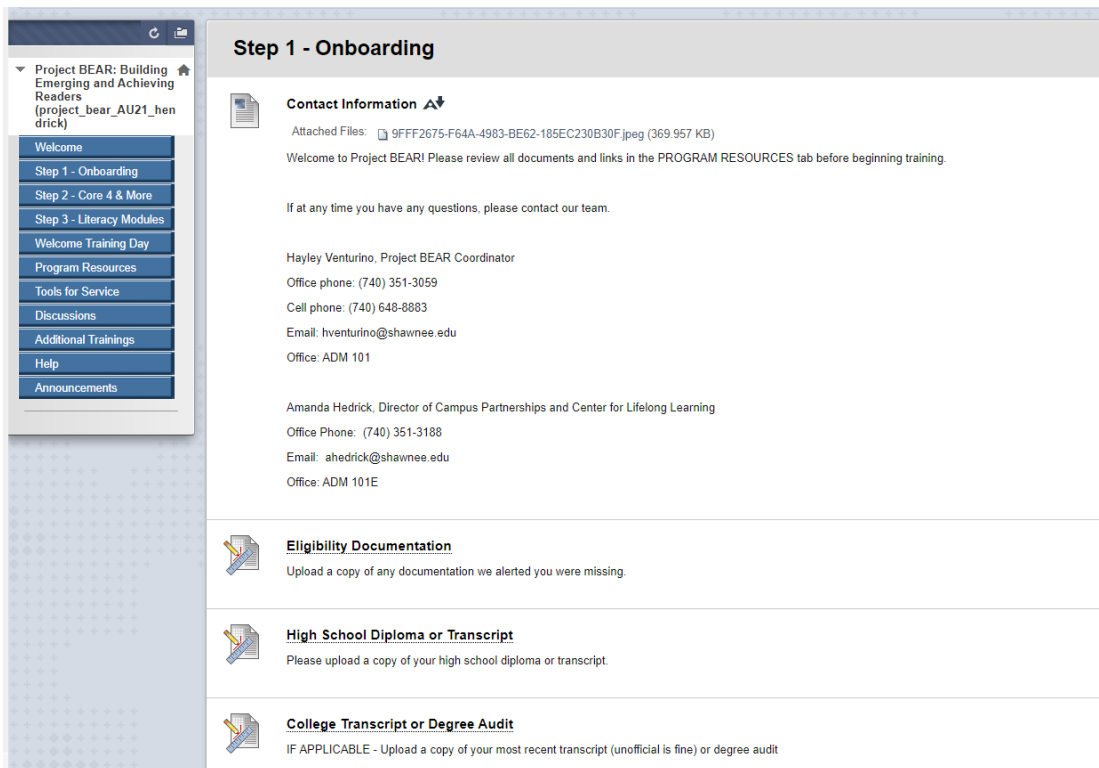 Project BEAR: Building
Emerging and Achieving
Readers
(project_bear_AU21_hen
drick)
Welcome
Step 1 - Onboarding
Step 2 - Core 4 & More
Step 3 - Literacy Modules
Welcome Training Day
Program Resources
Tools for Service
Discussions
Additional Trainings
Help
Announcements
Step 1 - Onboarding
Contact Information
Attached Files: 9FFF2675-F64A-4983-BE62-185EC230B30F.jpeg (369.957 KB)
Welcome to Project BEAR! Please review all documents and links in the PROGRAM RESOURCES tab before beginning training.
If at any time you have any questions, please contact our team.
Hayley Venturino, Project BEAR Coordinator
Office phone: (740) 351-3059
Cell phone: (740) 648-8883
Email: hventurino@shawnee.edu
Office: ADM 101
Amanda Hedrick, Director of Campus Partnerships and Center for Lifelong Learning
Office Phone: (740) 351-3188
Email: ahedrick@shawnee.edu
Office: ADM 101E
Eligibility Documentation
Upload a copy of any documentation we alerted you were missing.
High School Diploma or Transcript
Please upload a copy of your high school diploma or transcript.
College Transcript or Degree Audit
IF APPLICABLE - Upload a copy of your most recent transcript (unofficial is fine) or degree audit